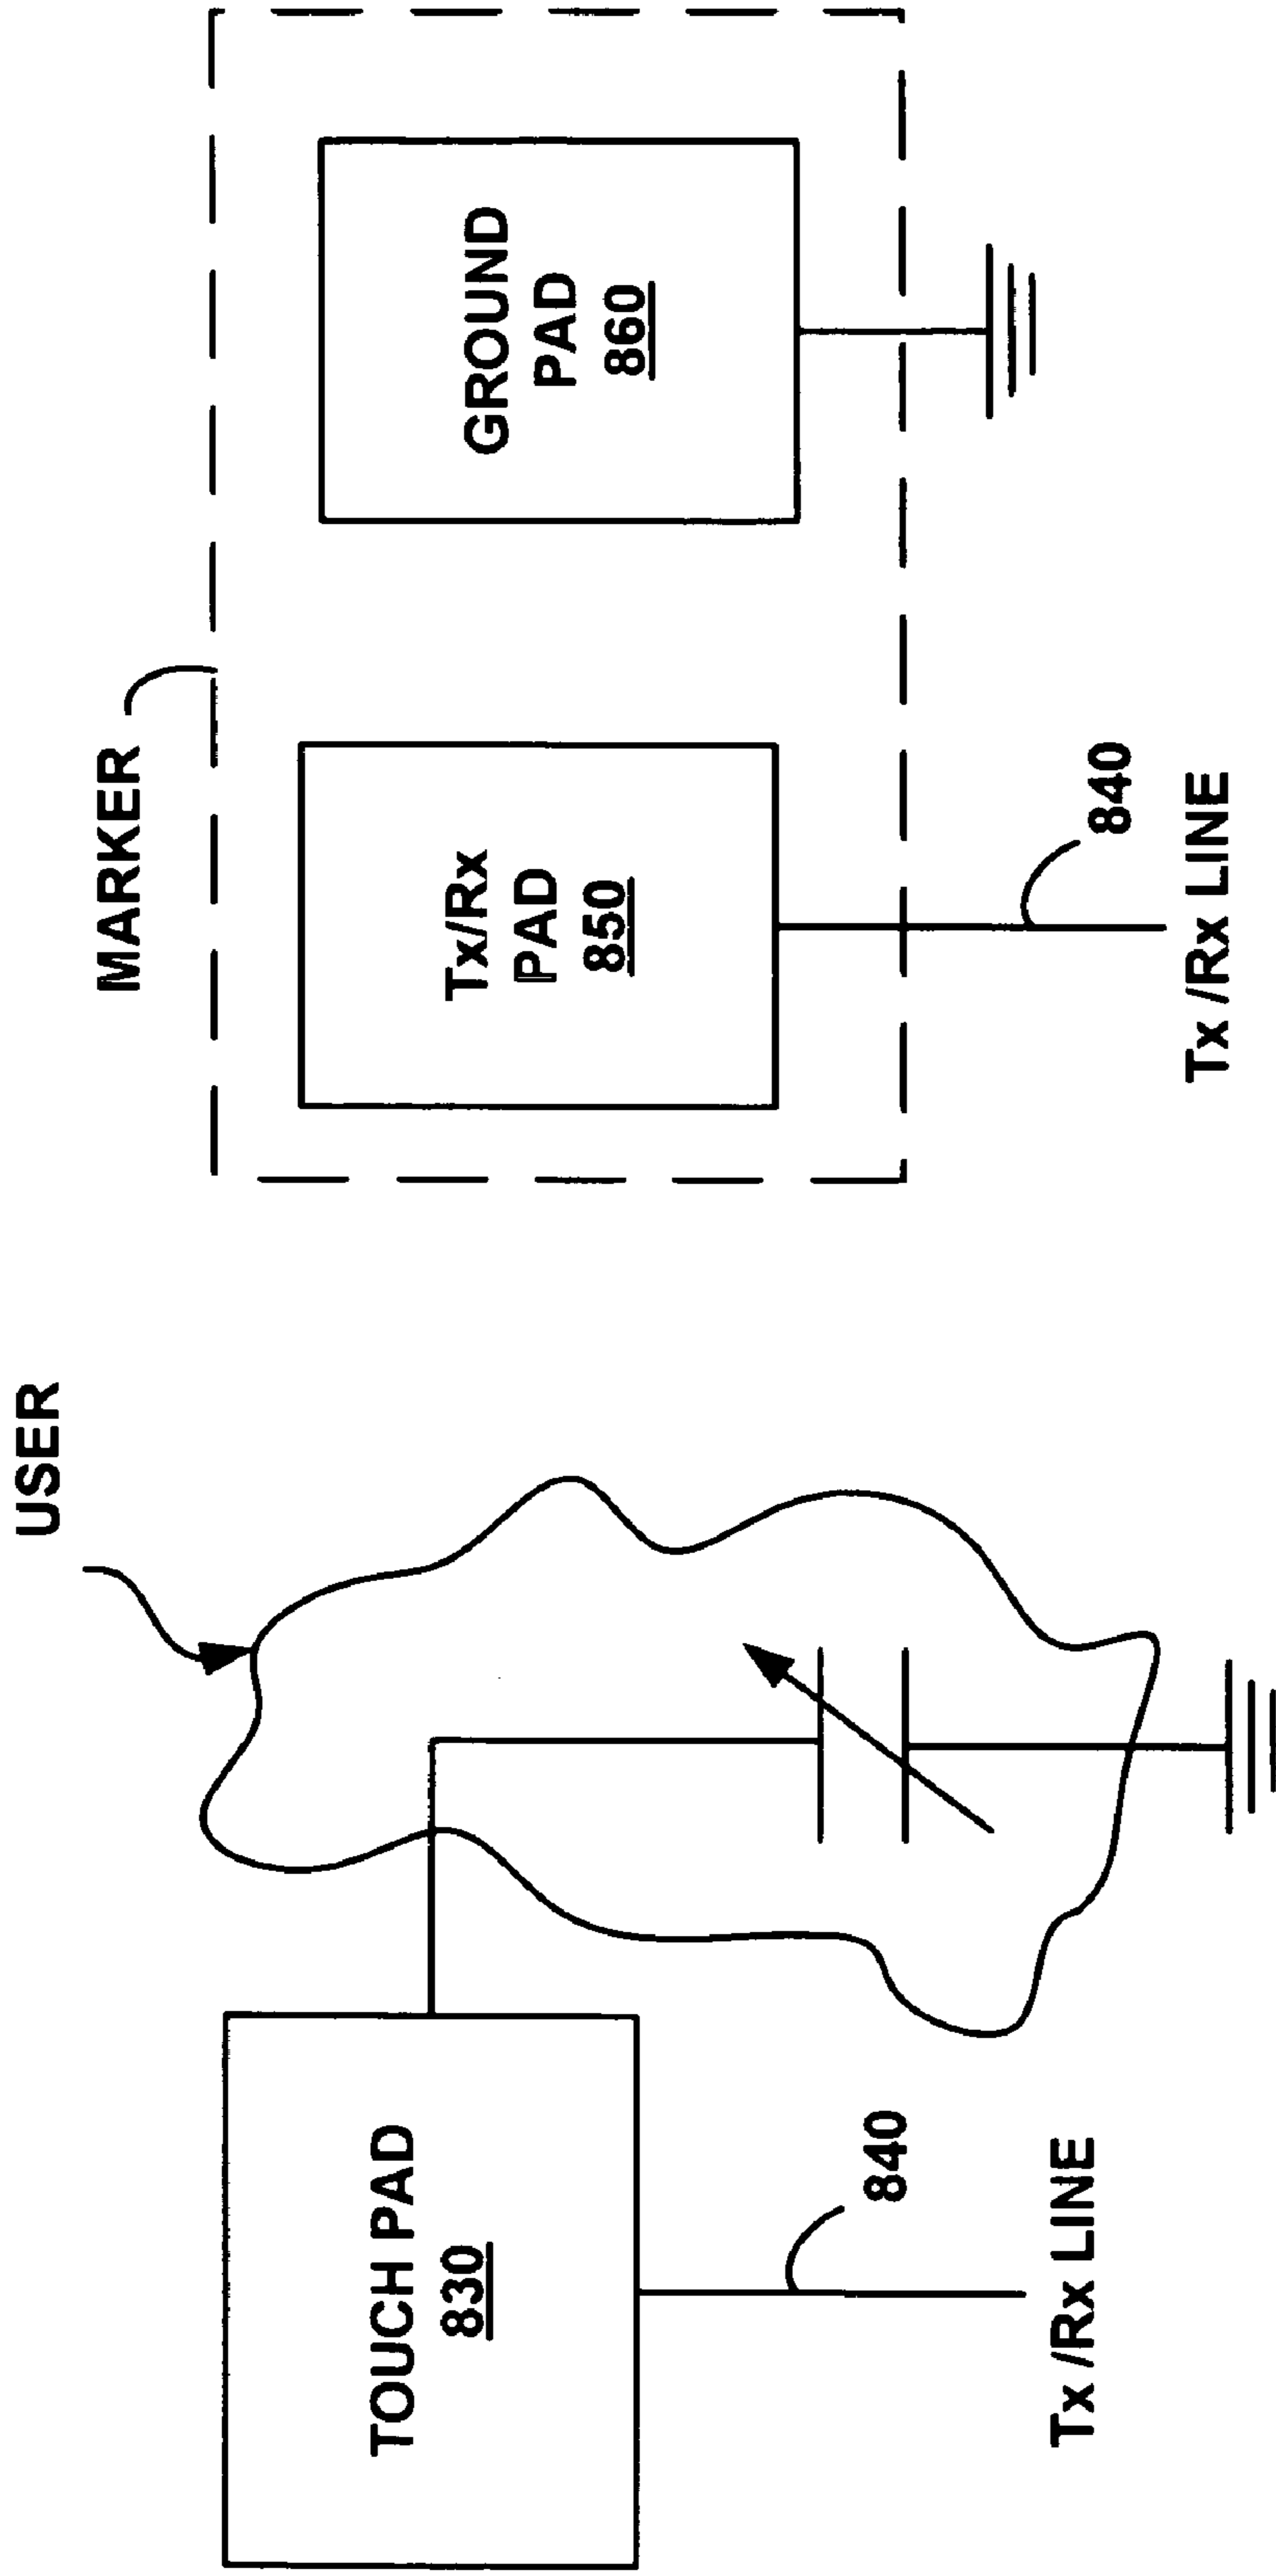 TOUCH PAD
830
840
Tx /Rx LINE
USER
MARKER
Tx/Rx
PAD
850
GROUND
PAD
860
840
Tx /Rx LINE